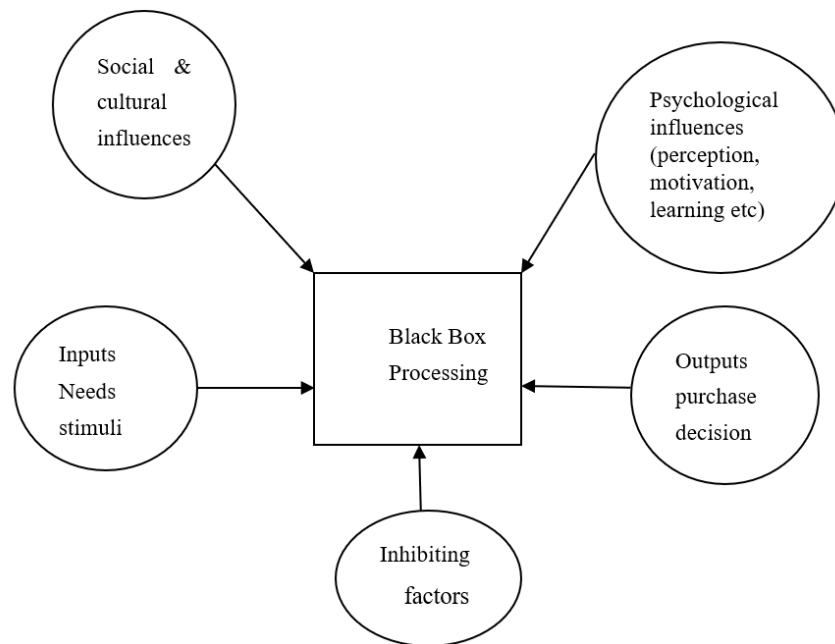 Social &
cultural
influences
Psychological
influences
(perception,
motivation,
learning etc)
Black Box
Processing
Inputs
Needs
stimuli
Outputs
purchase
decision
Inhibiting
factors